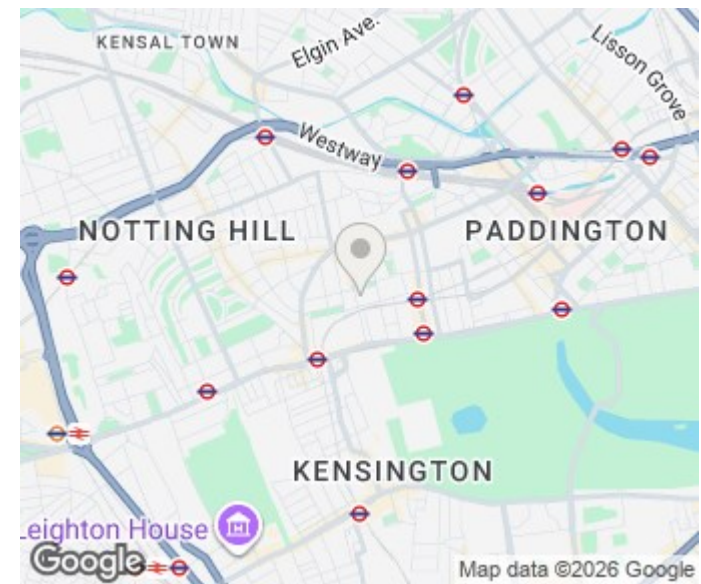 KENSAL TOWN
Elgin Ave.
Lisson Grove
Westway
NOTTING HILL
PADDINGTON
KENSINGTON
Leighton House
Google
Map data ©2026 Google